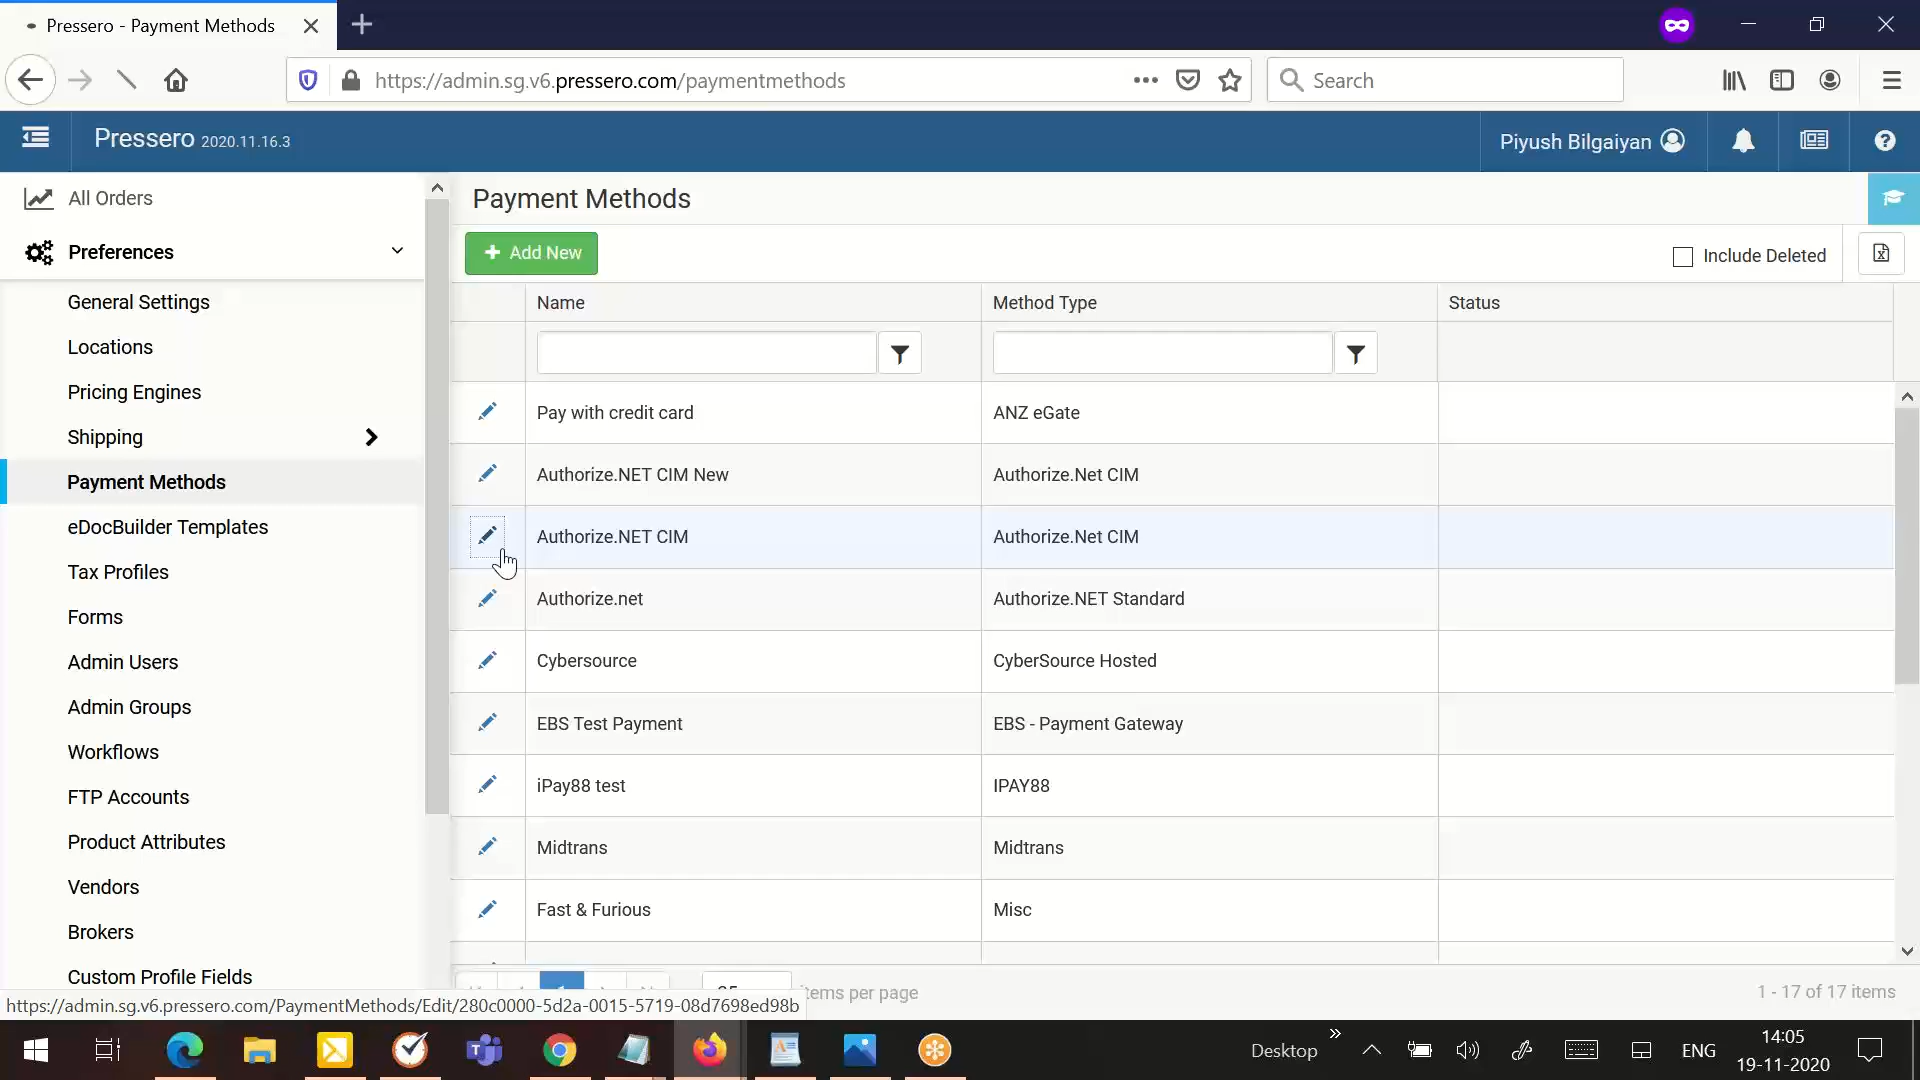 Pressero - Payment Methods
https://admin.sg.v6.pressero.com/paymentmethods
Search
Pressero 2020.11.16.3
Piyush Bilgaiyan
All Orders
Preferences
General Settings
Locations
Pricing Engines
Shipping
Payment Methods
eDocBuilder Templates
Tax Profiles
Forms
Admin Users
Admin Groups
Workflows
FTP Accounts
Product Attributes
Vendors
Brokers
Custom Profile Fields
Payment Methods
+ Add New
Include Deleted
Name Method Type Status
Pay with credit card ANZ eGate
Authorize.NET CIM New Authorize.Net CIM
Authorize.NET CIM Authorize.Net CIM
Authorize.net Authorize.NET Standard
Cybersource CyberSource Hosted
EBS Test Payment EBS - Payment Gateway
iPay88 test IPAY88
Midtrans Midtrans
Fast & Furious Misc
items per page
1 - 17 of 17 items
https://admin.sg.v6.pressero.com/PaymentMethods/Edit/280c0000-5d2a-0015-5719-08d7698ed98b
Desktop
ENG
14:05
19-11-2020